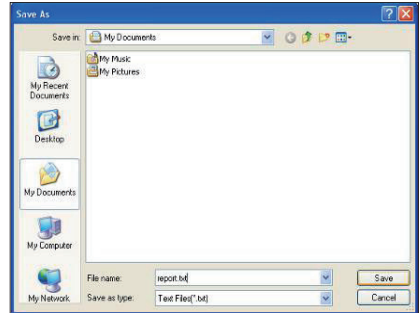 Save As
Save in: My Documents
My Music
My Pictures
My Recent
Documents
Desktop
My Documents
My Computer
My Network
File name: report.txt Save
Save as type: Text Files(*.txt) Cancel